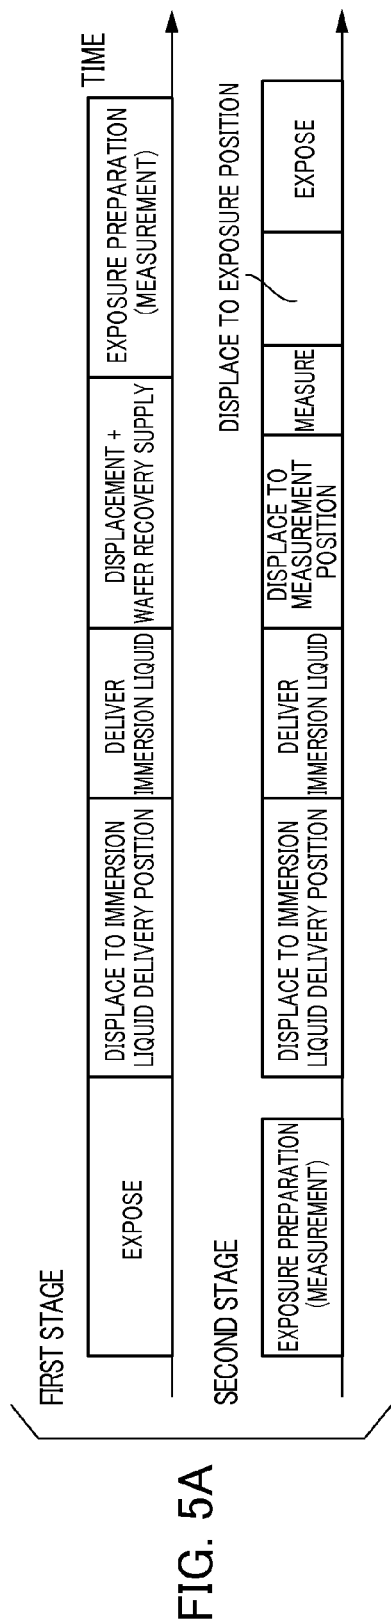 FIG. 5A
FIRST STAGE
TIME
EXPOSE
DISPLACE TO IMMERSION
LIQUID DELIVERY POSITION
DELIVER
IMMERSION LIQUID
DISPLACEMENT +
WAFER RECOVERY SUPPLY
EXPOSURE PREPARATION
(MEASUREMENT)
SECOND STAGE
DISPLACE TO EXPOSURE POSITION
EXPOSURE PREPARATION
(MEASUREMENT)
DISPLACE TO IMMERSION
LIQUID DELIVERY POSITION
DELIVER
IMMERSION LIQUID
DISPLACE TO
MEASUREMENT
POSITION
MEASURE
EXPOSE